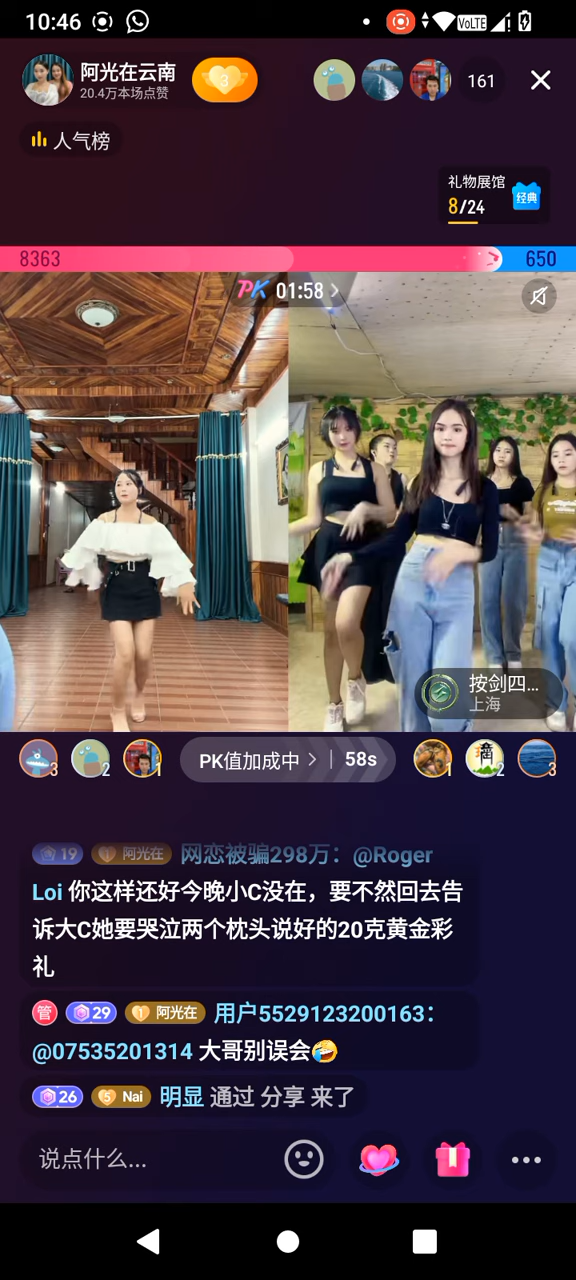 10:46
VoLTE
阿光在云南
20.4万本场点赞
3
161
人气榜
礼物展馆
8/24
经典
8363
650
PK 01:58
按剑四...
上海
3
2
1
PK值加成中
58s
1
2
3
19 阿光在 网恋被骗298万：@Roger
Loi 你这样还好今晚小C没在，要不然回去告
诉大C她要哭泣两个枕头说好的20克黄金彩
礼
管 29 1 阿光在 用户5529123200163：
@07535201314 大哥别误会🤣
26 5 Nai 明显 通过 分享 来了
说点什么...